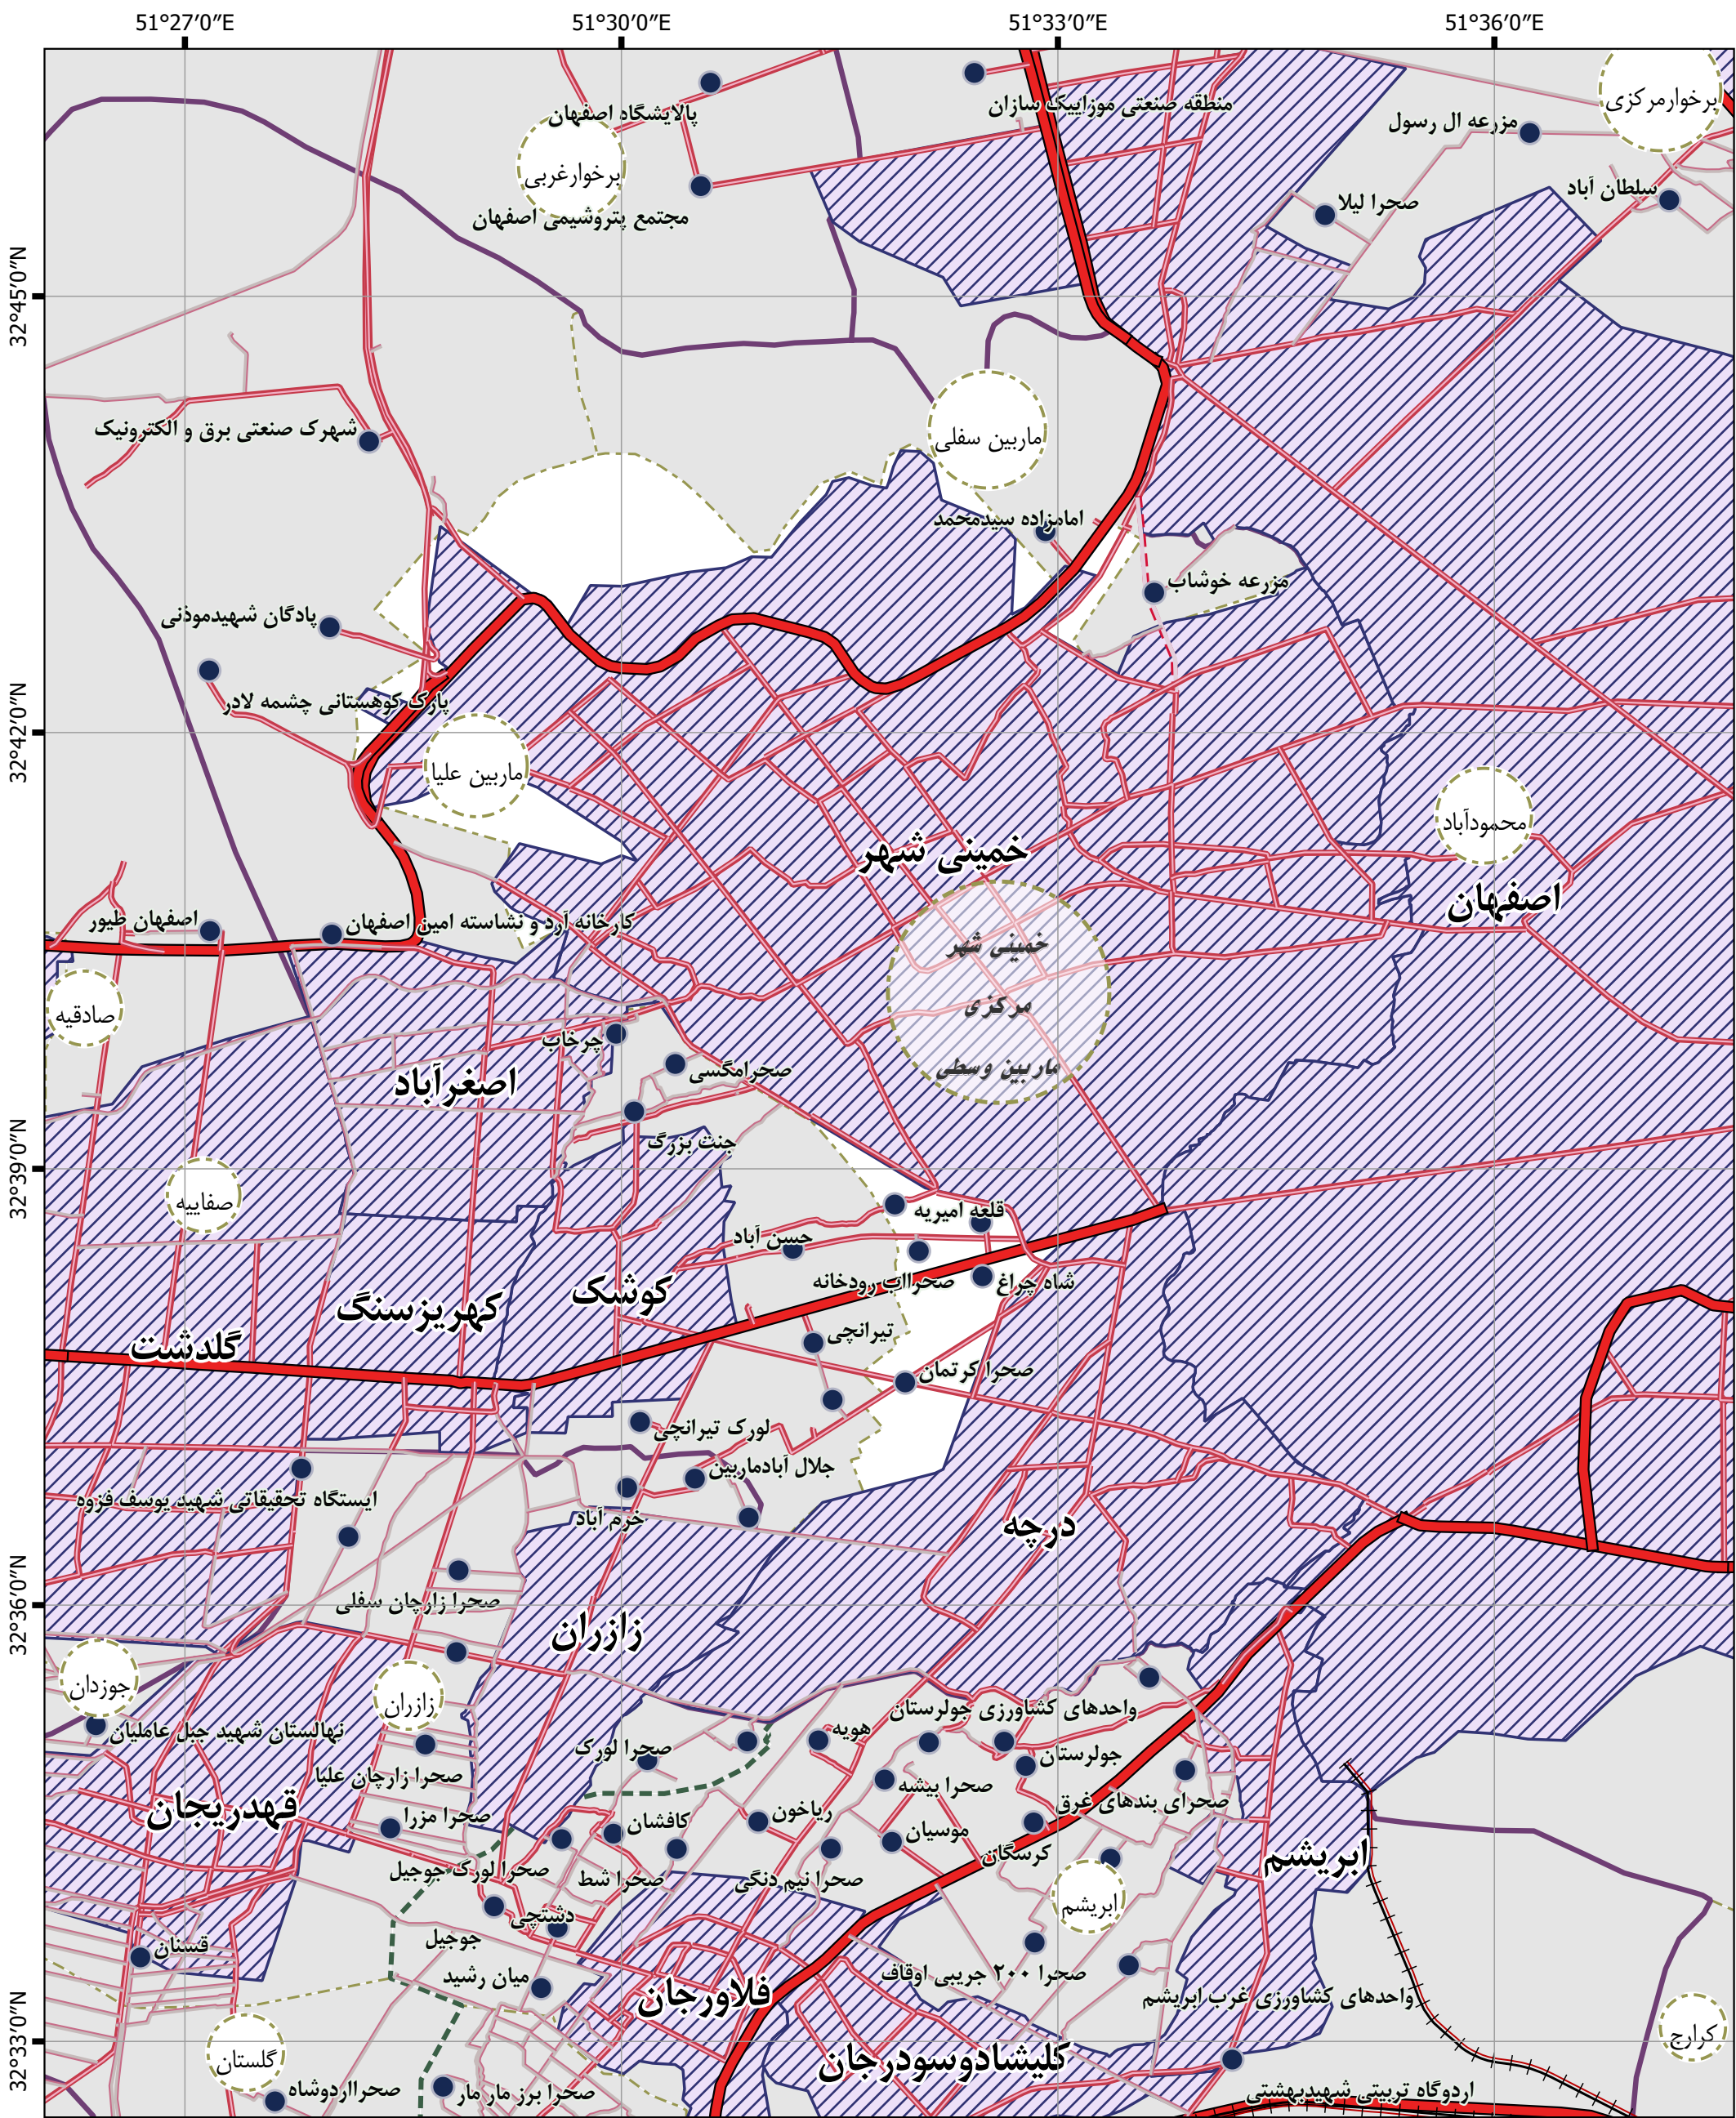 51°27′0″E
51°30′0″E
51°33′0″E
51°36′0″E
برخوارمرکزی
منطقه صنعتی موزاییک سازان
پالایشگاه اصفهان
مزرعه ال رسول
برخوارغربی
سلطان آباد
صحرا لیلا
مجتمع پتروشیمی اصفهان
32°45′0″N
شهرک صنعتی برق و الکترونیک
ماربین سفلی
امامزاده سیدمحمد
مزرعه خوشاب
پادگان شهیدموذنی
پارک کوهستانی چشمه لادر
32°42′0″N
ماربین علیا
محمودآباد
خمینی شهر
اصفهان
اصفهان طیور
کارخانه آرد و نشاسته امین اصفهان
خمینی شهر
مرکزی
ماربین وسطی
صادقیه
چرخاب
صحرامگسی
اصغرآباد
جنت بزرگ
32°39′0″N
صفاییه
قلعه امیریه
حسن آباد
صحرااب رودخانه
شاه چراغ
کوشک
کهریزسنگ
گلدشت
تیرانچی
صحرا کرتمان
لورک تیرانچی
جلال آبادماربین
ایستگاه تحقیقاتی شهید یوسف فزوه
خرم آباد
درچه
صحرا زارچان سفلی
32°36′0″N
زازران
جوزدان
زازران
واحدهای کشاورزی جولرستان
نهالستان شهید جبل عاملیان
هویه
صحرا لورک
جولرستان
صحرا زارچان علیا
صحرا بیشه
صحرای بندهای غرق
قهدریجان
صحرا مزرا
کافشان
ریاخون
موسیان
کرسگان
ابریشم
صحرا لورک جوجیل
صحرا شط
صحرا نیم دنگی
ابریشم
دشتچی
جوجیل
قسنان
میان رشید
صحرا ۲۰۰ جریبی اوقاف
فلاورجان
واحدهای کشاورزی غرب ابریشم
کرارج
32°33′0″N
گلستان
کلیشادوسودرجان
صحرااردوشاه
صحرا برز مار مار
اردوگاه تربیتی شهیدبهشتی